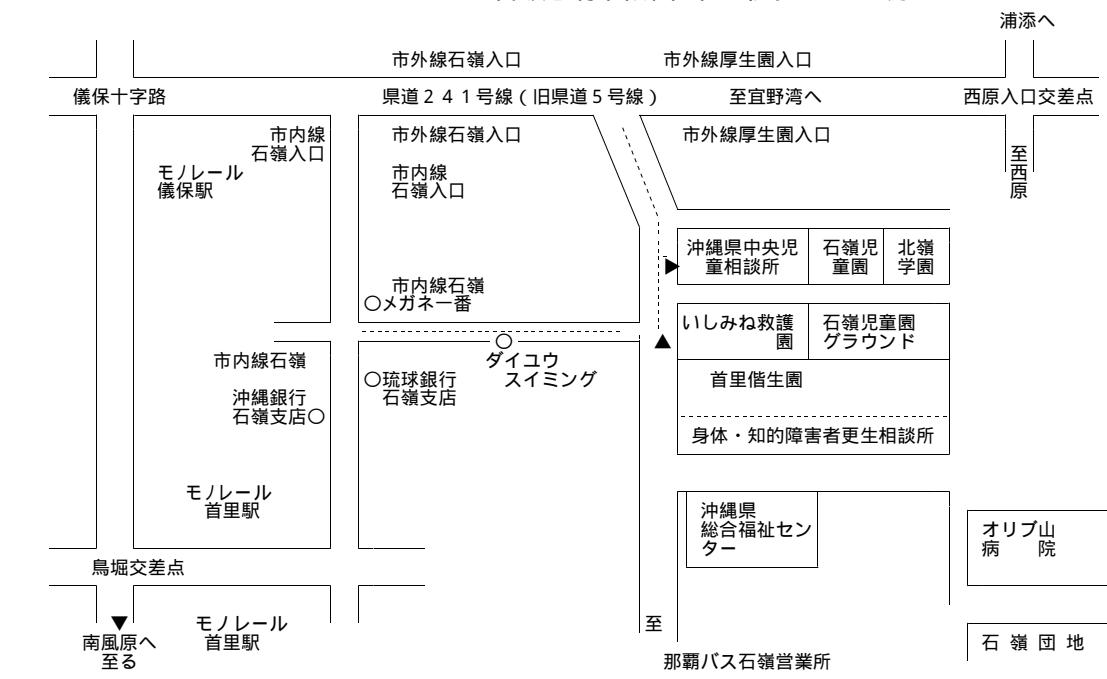 浦添へ
市外線石嶺入口
市外線厚生園入口
儀保十字路
県道２４１号線(旧県道５号線)
至宜野湾へ
西原入口交差点
市内線
石嶺入口
市外線石嶺入口
市外線厚生園入口
至西原
モノレール
儀保駅
市内線
石嶺入口
沖縄県中央児
童相談所
石嶺児
童園
北嶺
学園
市内線石嶺
○メガネ一番
いしみね救護
園
石嶺児童園
グラウンド
市内線石嶺
ダイユウ
スイミング
○琉球銀行
石嶺支店
首里偕生園
沖縄銀行
石嶺支店○
身体・知的障害者更生相談所
モノレール
首里駅
沖縄県
総合福祉セン
ター
オリブ山
病　院
鳥堀交差点
モノレール
首里駅
南風原へ
至る
至
那覇バス石嶺営業所
石 嶺 団 地